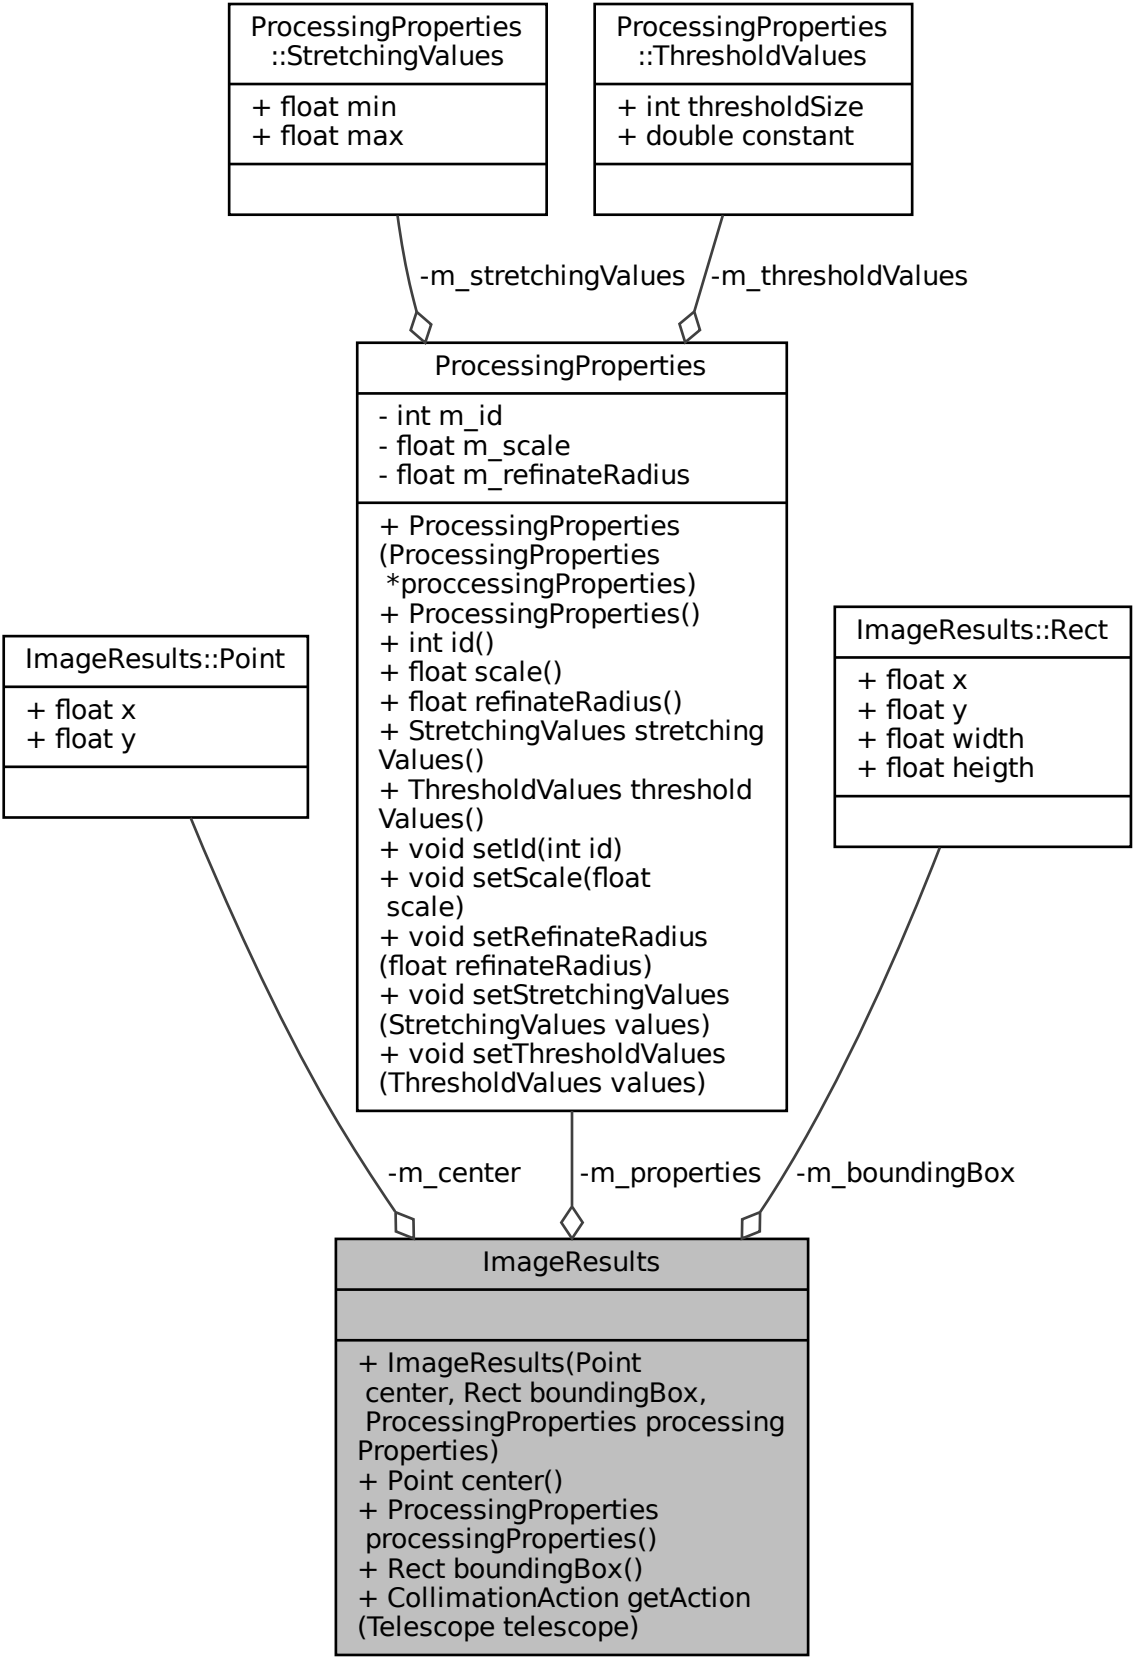 ProcessingProperties
::StretchingValues
+ float min
+ float max
ProcessingProperties
::ThresholdValues
+ int thresholdSize
+ double constant
-m_stretchingValues
-m_thresholdValues
ProcessingProperties
- int m_id
- float m_scale
- float m_refinateRadius
+ ProcessingProperties
(ProcessingProperties
*proccessingProperties)
+ ProcessingProperties()
+ int id()
+ float scale()
+ float refinateRadius()
+ StretchingValues stretching
Values()
+ ThresholdValues threshold
Values()
+ void setId(int id)
+ void setScale(float
scale)
+ void setRefinateRadius
(float refinateRadius)
+ void setStretchingValues
(StretchingValues values)
+ void setThresholdValues
(ThresholdValues values)
ImageResults::Point
+ float x
+ float y
ImageResults::Rect
+ float x
+ float y
+ float width
+ float heigth
-m_center
-m_properties
-m_boundingBox
ImageResults
+ ImageResults(Point
center, Rect boundingBox,
ProcessingProperties processing
Properties)
+ Point center()
+ ProcessingProperties
processingProperties()
+ Rect boundingBox()
+ CollimationAction getAction
(Telescope telescope)